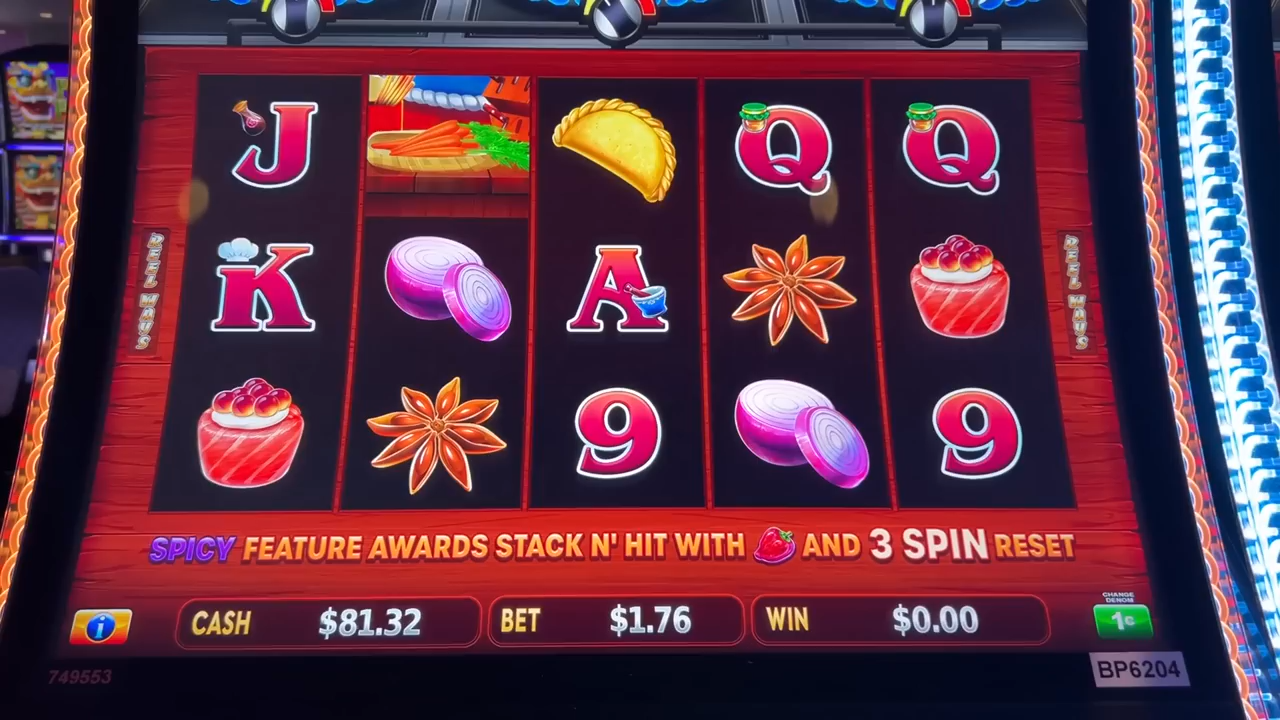 J Q Q
REEL WAYS K A REEL WAYS
9 9
SPICY FEATURE AWARDS STACK N' HIT WITH AND 3 SPIN RESET
CHANGE
DENOM
i CASH $81.32 BET $1.76 WIN $0.00 1¢
749553 BP6204